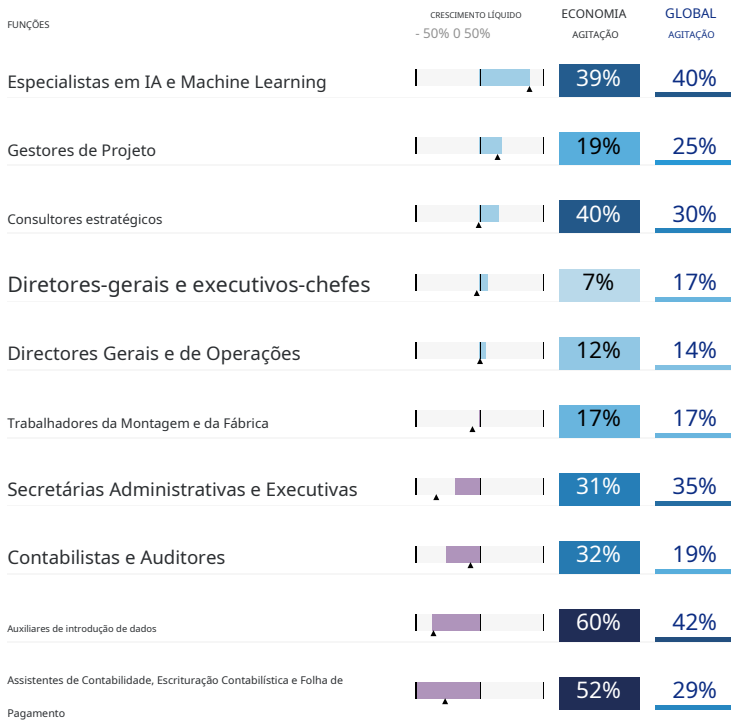 FUNÇÕES
CRESCIMENTO LÍQUIDO
- 50% 0 50%
ECONOMIA
AGITAÇÃO
GLOBAL
AGITAÇÃO
Especialistas em IA e Machine Learning 39% 40%
Gestores de Projeto 19% 25%
Consultores estratégicos 40% 30%
Diretores-gerais e executivos-chefes 7% 17%
Directores Gerais e de Operações 12% 14%
Trabalhadores da Montagem e da Fábrica 17% 17%
Secretárias Administrativas e Executivas 31% 35%
Contabilistas e Auditores 32% 19%
Auxiliares de introdução de dados 60% 42%
Assistentes de Contabilidade, Escrituração Contabilística e Folha de
Pagamento
52% 29%